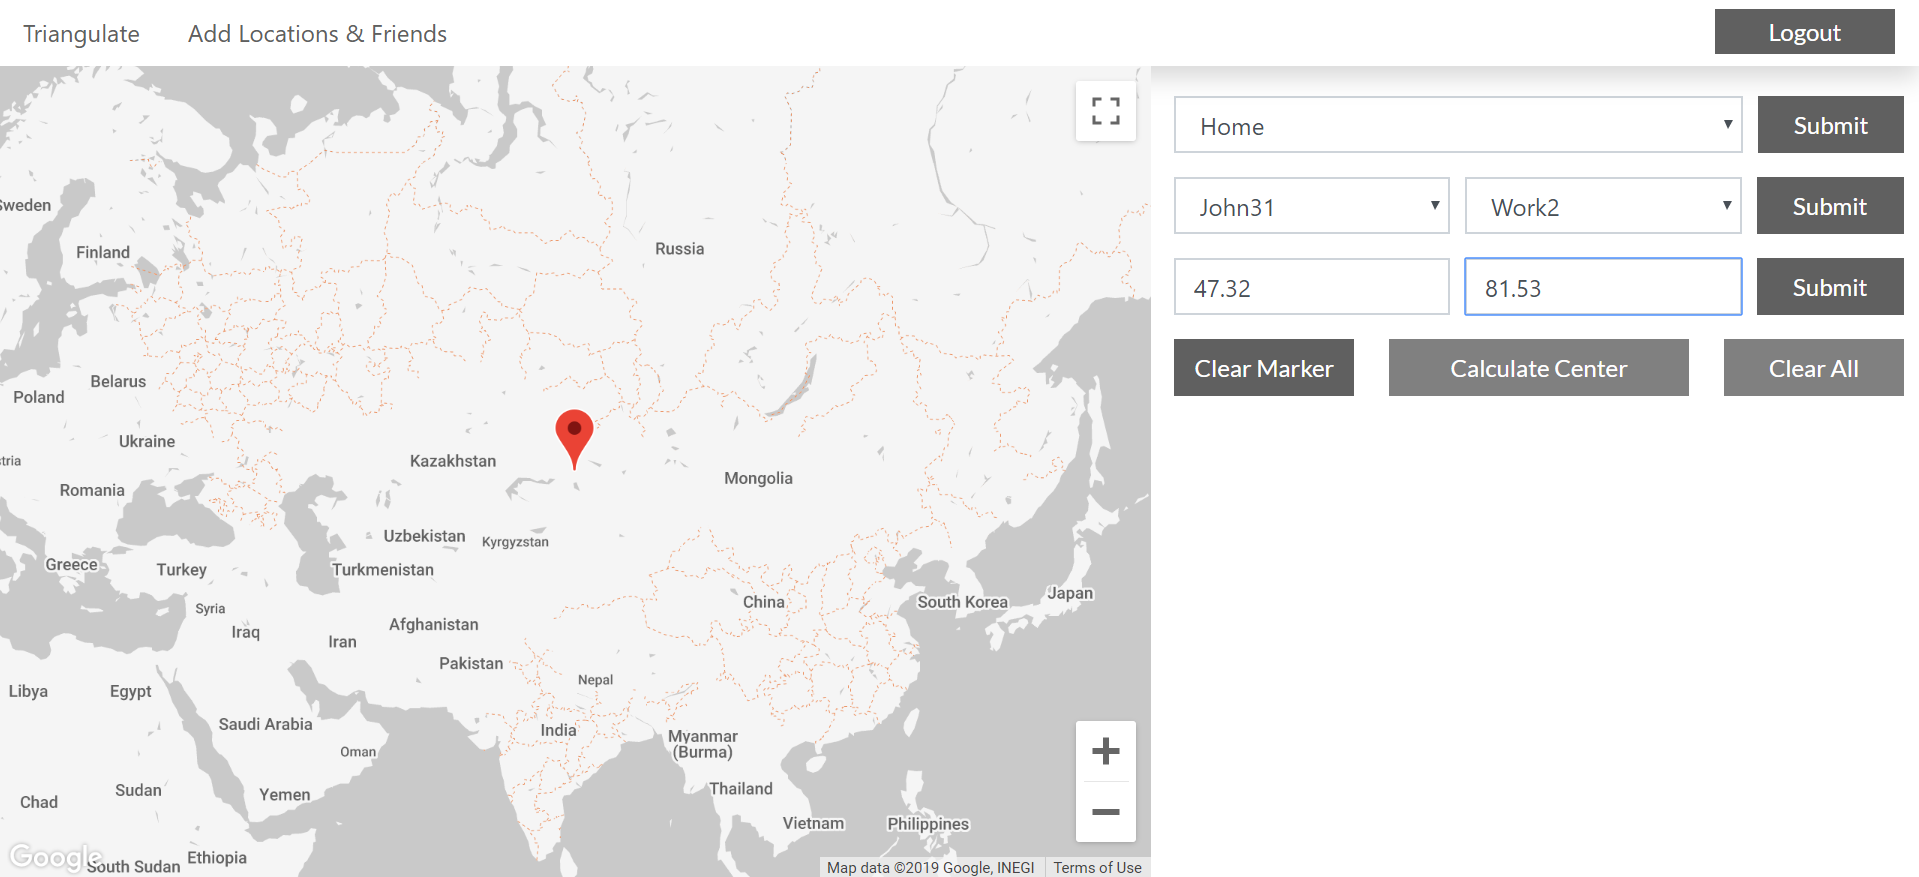 Triangulate
Add Locations & Friends
Logout
Home
Submit
John31
Work2
Submit
47.32
81.53
Submit
Clear Marker
Calculate Center
Clear All
Sweden
Finland
Russia
Belarus
Poland
Ukraine
tria
Kazakhstan
Mongolia
Romania
Uzbekistan
Kyrgyzstan
Greece
Turkey
Turkmenistan
China
South Korea
Japan
Syria
Iraq
Iran
Afghanistan
Pakistan
Nepal
Libya
Egypt
Saudi Arabia
India
Myanmar
(Burma)
Oman
Thailand
Sudan
Yemen
Chad
Vietnam
Philippines
Google
South Sudan
Ethiopia
Map data ©2019 Google, INEGI
Terms of Use